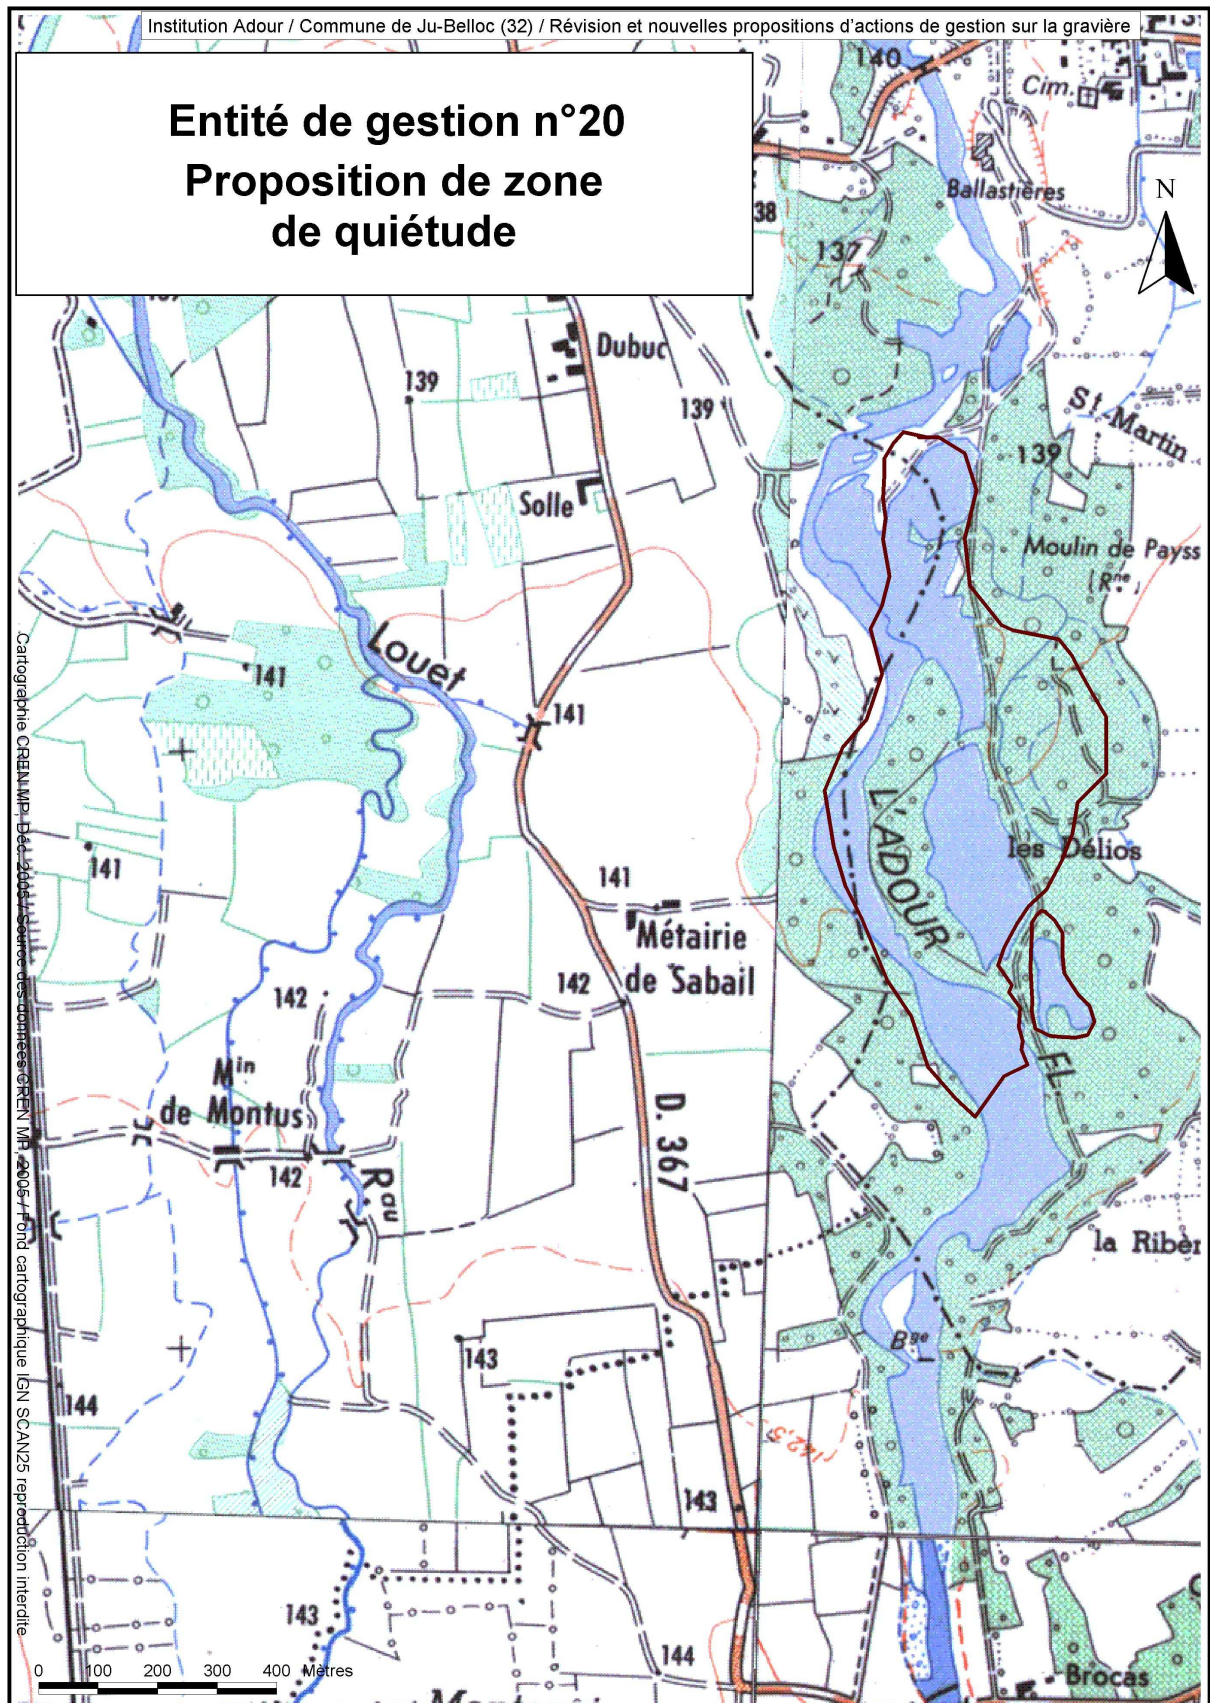 Institution Adour / Commune de Ju-Belloc (32) / Révision et nouvelles propositions d'actions de gestion sur la gravière
Entité de gestion n°20
Proposition de zone
de quiétude
140
Cim.
Ballastières
N
38
137
Dubuc
139
139
St-Martin
139
Solle
Moulin de Payss
(Rne)
Louet
141
141
L'ADOUR
les Délios
141
141
Métairie
de Sabail
142
142
FL.
Min
de Montus
D. 367
142
Rau
la Ribèr
Bge
143
144
142,5
143
143
144
Brocas
0 100 200 300 400 Mètres
Cartographie CREN MP, Déc. 2005 / Source des données CREN MP, 2005 / Fond cartographique IGN SCAN25 reproduction interdite